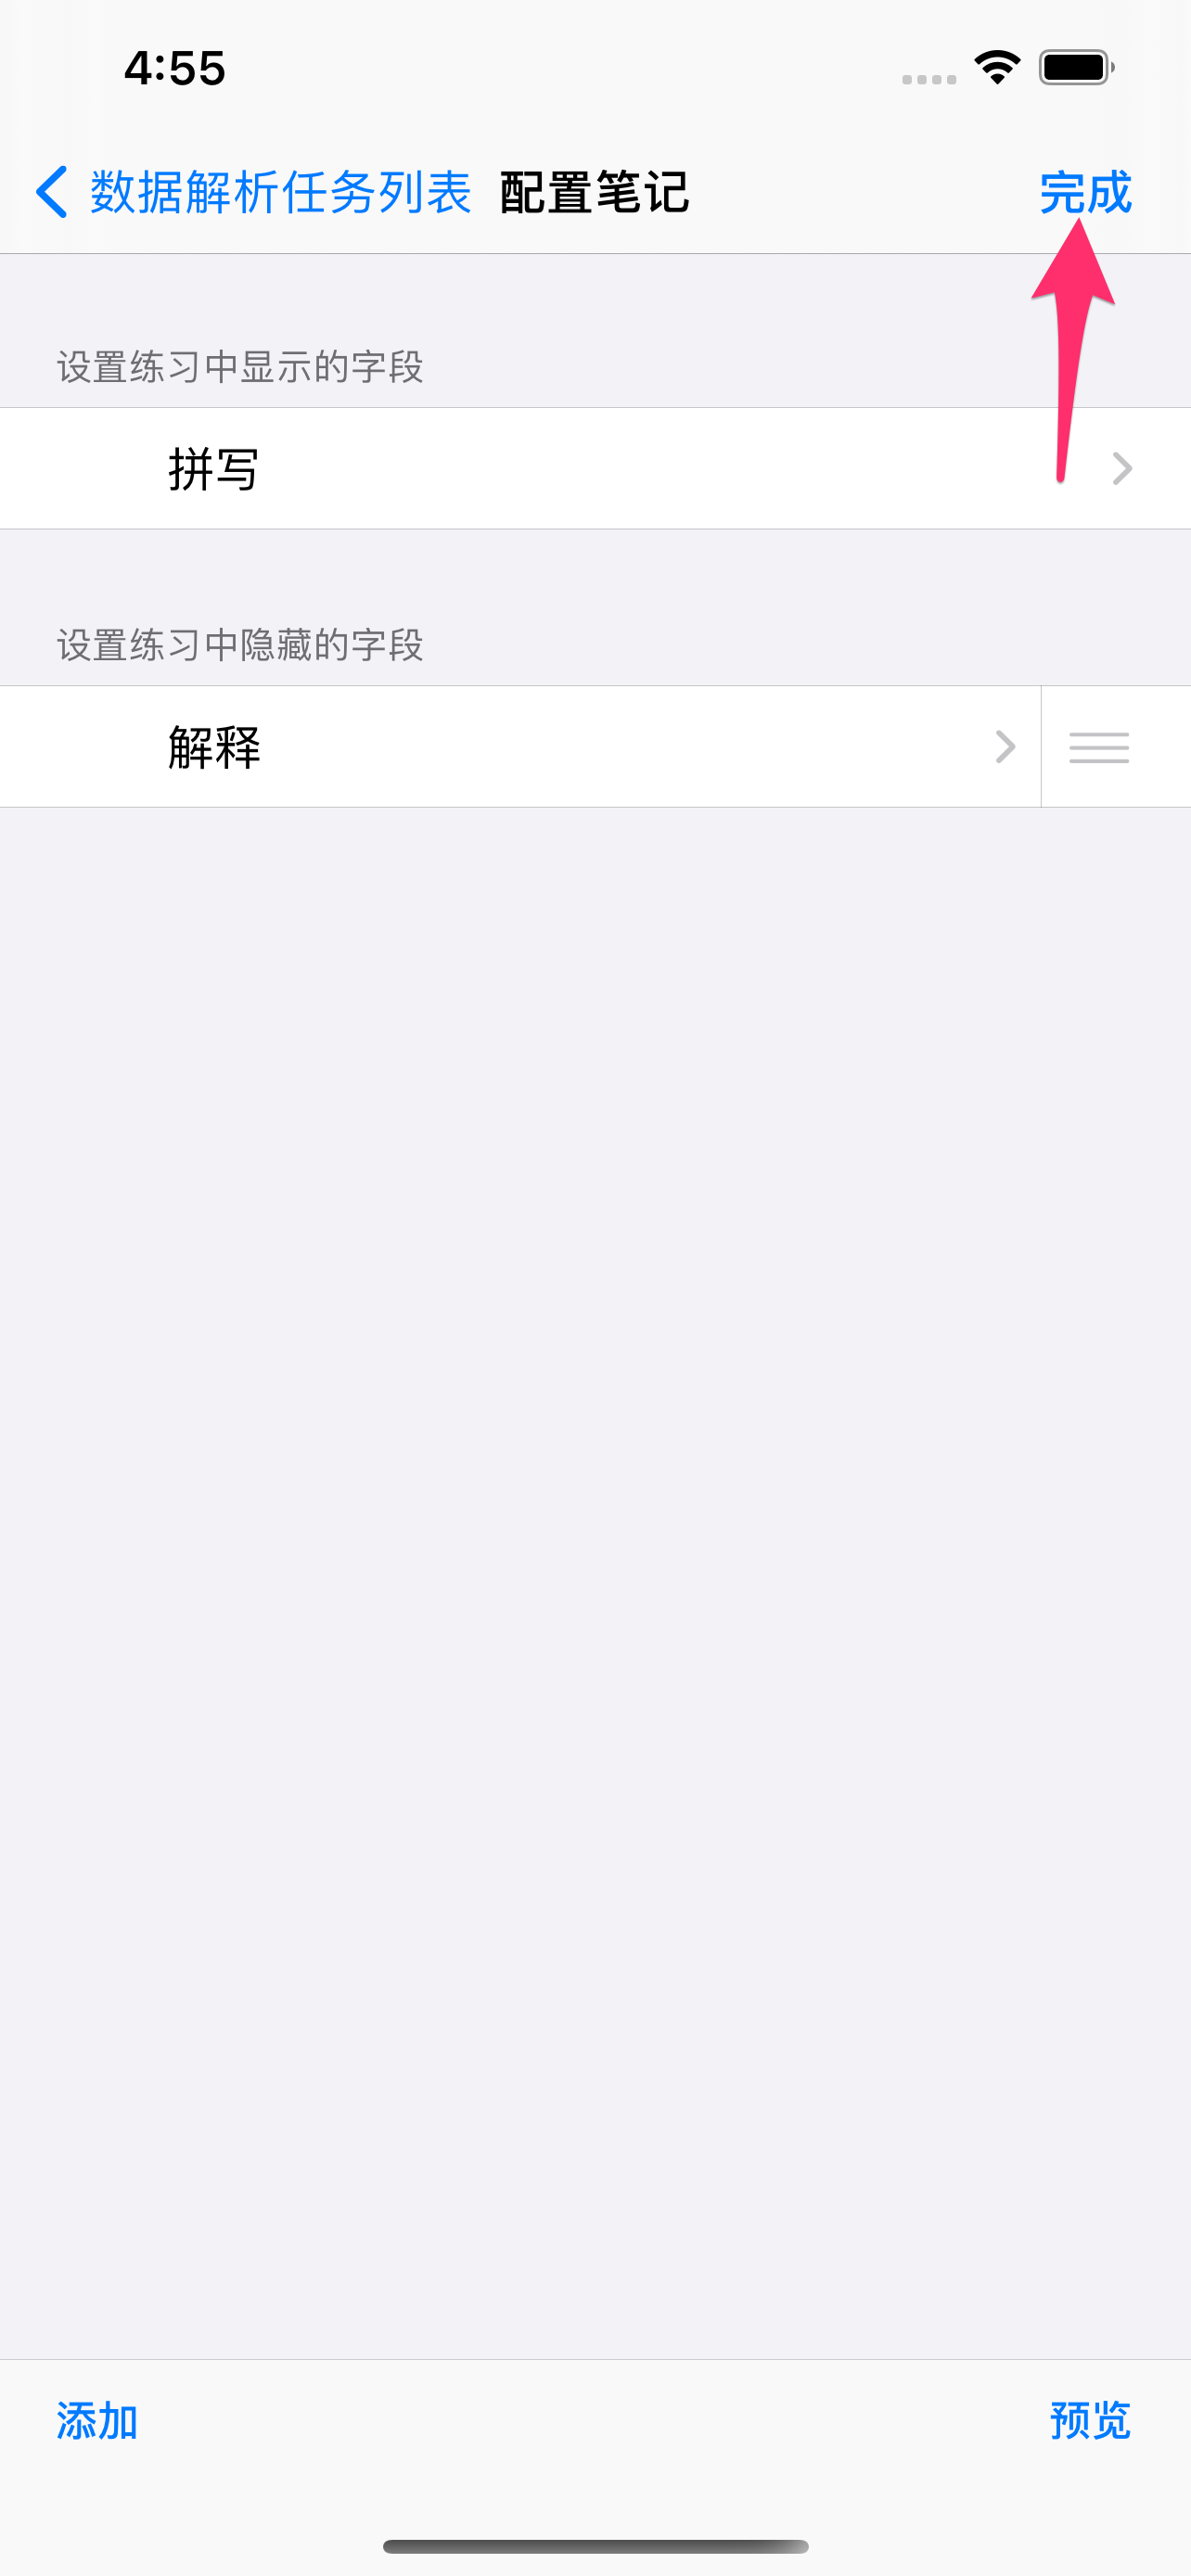 4:55
数据解析任务列表 配置笔记 完成
设置练习中显示的字段
拼写
设置练习中隐藏的字段
解释
添加 预览